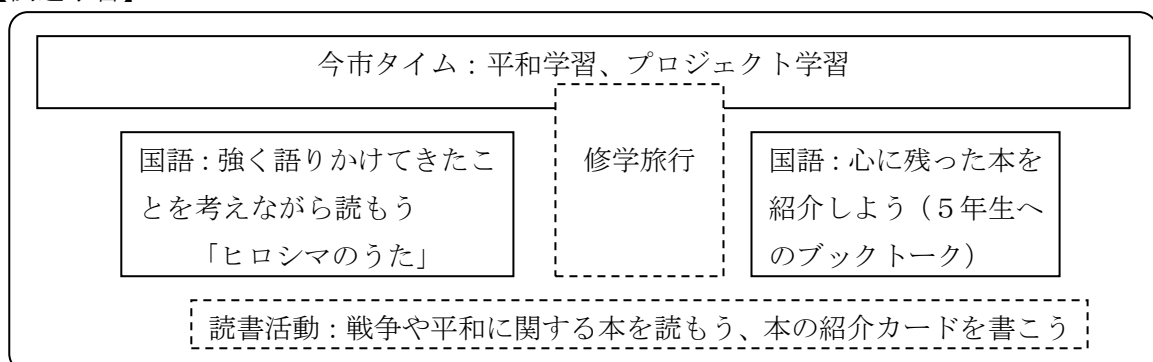 今市タイム：平和学習、プロジェクト学習
国語：強く語りかけてきたこ
とを考えながら読もう
「ヒロシマのうた」
修学旅行
国語：心に残った本を
紹介しよう（５年生へ
のブックトーク）
読書活動：戦争や平和に関する本を読もう、本の紹介カードを書こう